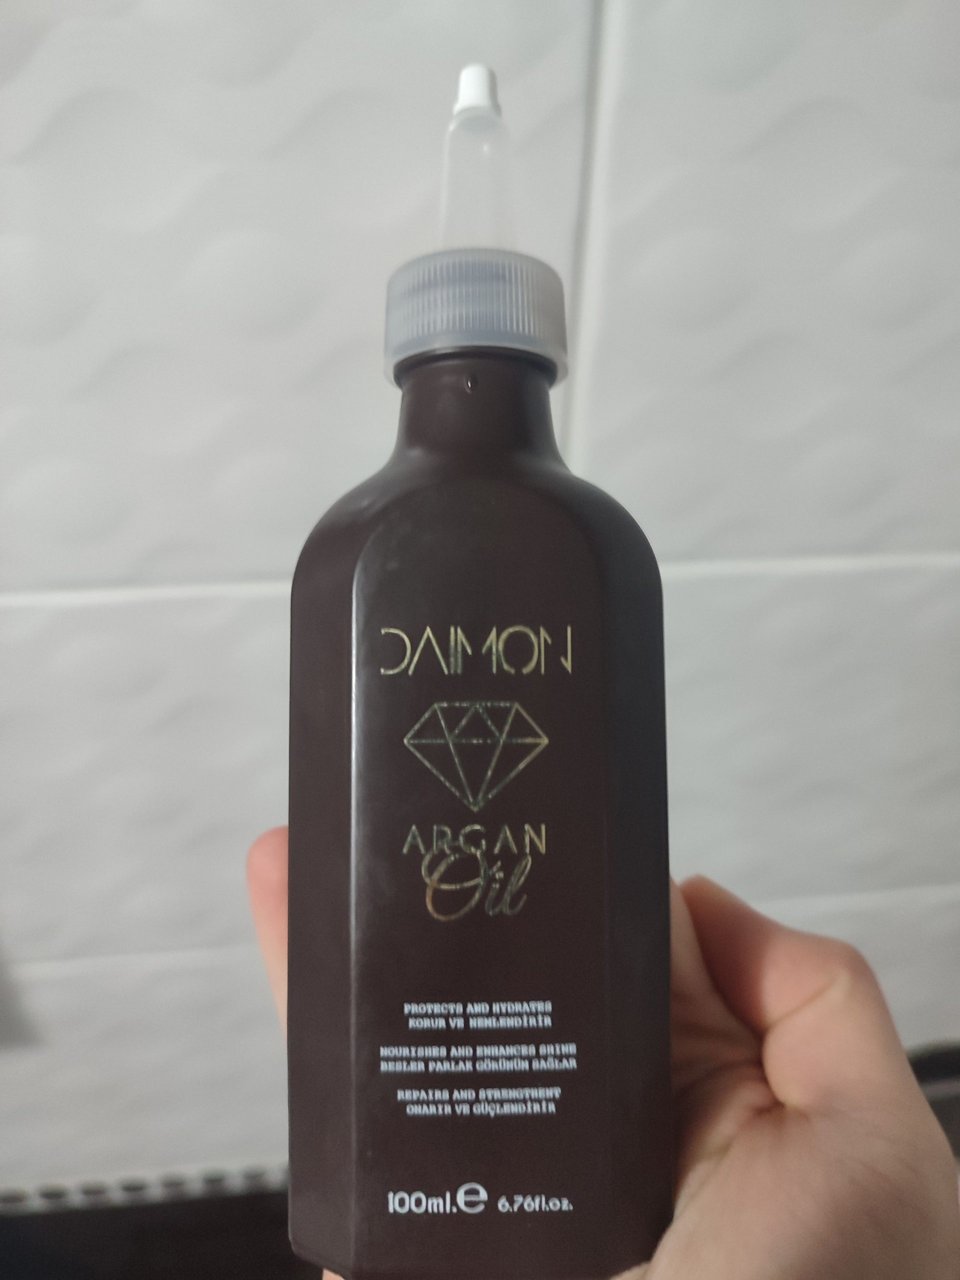 DAIMON
ARGAN
Oil
PROTECTS AND HYDRATES
KORUR VE NEMLENDİRİR
NOURISHES AND ENHANCES SHINE
BESLER PARLAK GÖRÜNÜM SAĞLAR
REPAIRS AND STRENGTRENT
ONARIR VE GÜÇLENDİRİR
100ml.e 6.76fl.oz.